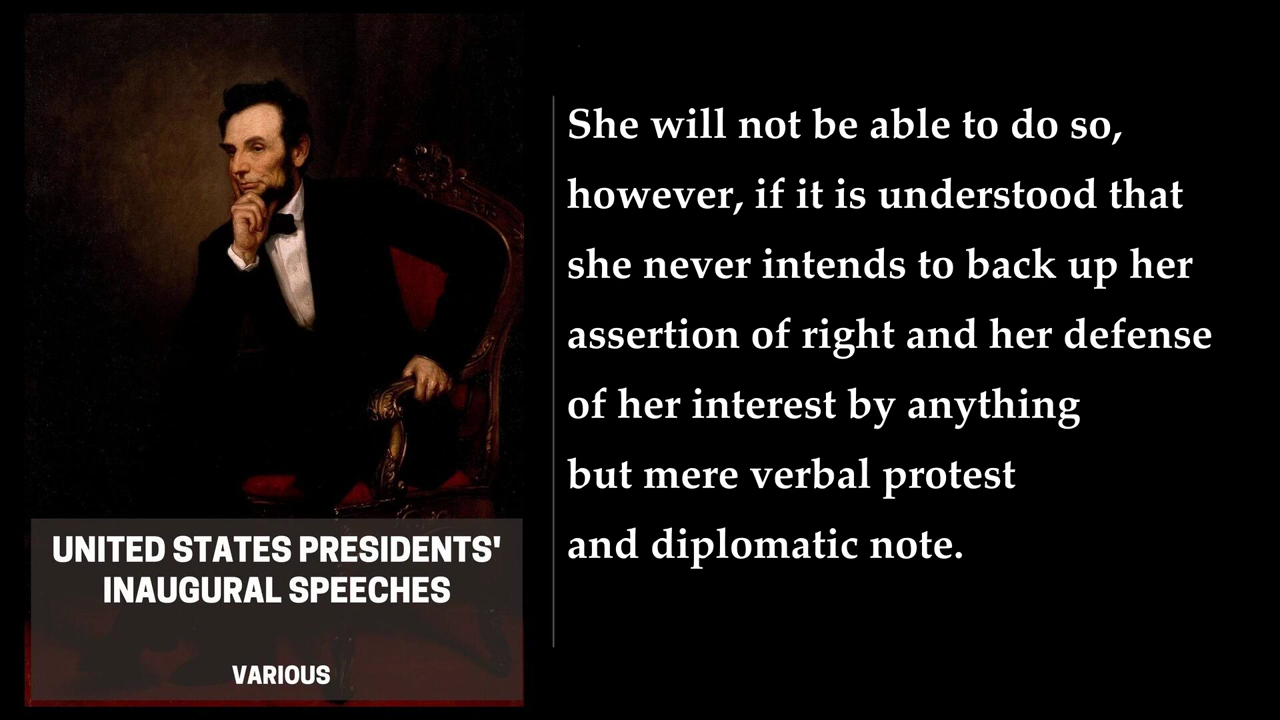 She will not be able to do so,
however, if it is understood that
she never intends to back up her
assertion of right and her defense
of her interest by anything
but mere verbal protest
and diplomatic note.
UNITED STATES PRESIDENTS'
INAUGURAL SPEECHES
VARIOUS